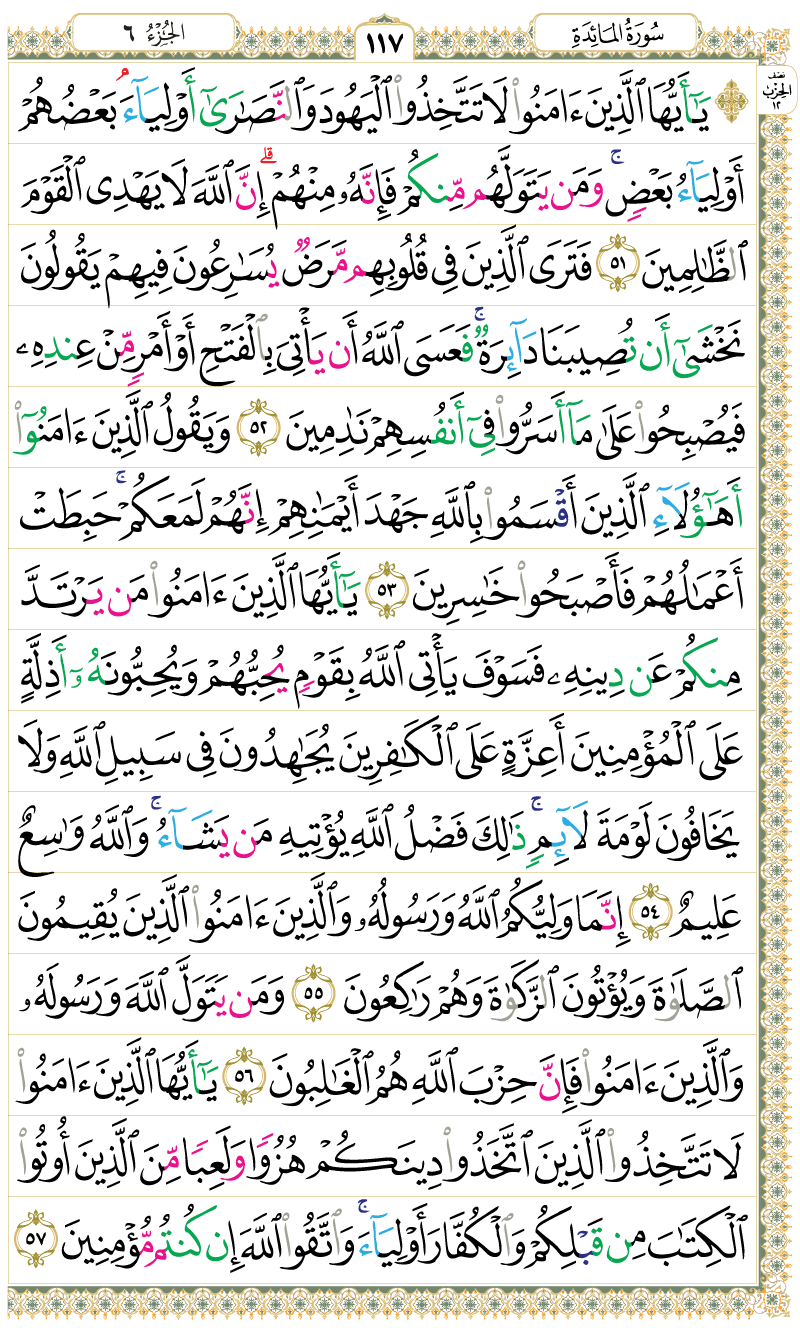 سُورَةُ المَائِدَةِ
١١٧
الجُزْءُ ٦
نصف
الحزب
١٢
يَٰٓأَيُّهَا ٱلَّذِينَ ءَامَنُوا۟ لَا تَتَّخِذُوا۟ ٱلْيَهُودَ وَٱلنَّصَٰرَىٰٓ أَوْلِيَآءَ ۘ بَعْضُهُمْ
أَوْلِيَآءُ بَعْضٍ ۚ وَمَن يَتَوَلَّهُم مِّنكُمْ فَإِنَّهُۥ مِنْهُمْ ۗ إِنَّ ٱللَّهَ لَا يَهْدِى ٱلْقَوْمَ
ٱلظَّٰلِمِينَ ٥١ فَتَرَى ٱلَّذِينَ فِى قُلُوبِهِم مَّرَضٌ يُسَٰرِعُونَ فِيهِمْ يَقُولُونَ
نَخْشَىٰٓ أَن تُصِيبَنَا دَآئِرَةٌ ۚ فَعَسَى ٱللَّهُ أَن يَأْتِىَ بِٱلْفَتْحِ أَوْ أَمْرٍ مِّنْ عِندِهِۦ
فَيُصْبِحُوا۟ عَلَىٰ مَآ أَسَرُّوا۟ فِىٓ أَنفُسِهِمْ نَٰدِمِينَ ٥٢ وَيَقُولُ ٱلَّذِينَ ءَامَنُوٓا۟
أَهَٰٓؤُلَآءِ ٱلَّذِينَ أَقْسَمُوا۟ بِٱللَّهِ جَهْدَ أَيْمَٰنِهِمْ إِنَّهُمْ لَمَعَكُمْ ۚ حَبِطَتْ
أَعْمَٰلُهُمْ فَأَصْبَحُوا۟ خَٰسِرِينَ ٥٣ يَٰٓأَيُّهَا ٱلَّذِينَ ءَامَنُوا۟ مَن يَرْتَدَّ
مِنكُمْ عَن دِينِهِۦ فَسَوْفَ يَأْتِى ٱللَّهُ بِقَوْمٍ يُحِبُّهُمْ وَيُحِبُّونَهُۥٓ أَذِلَّةٍ
عَلَى ٱلْمُؤْمِنِينَ أَعِزَّةٍ عَلَى ٱلْكَٰفِرِينَ يُجَٰهِدُونَ فِى سَبِيلِ ٱللَّهِ وَلَا
يَخَافُونَ لَوْمَةَ لَآئِمٍ ۚ ذَٰلِكَ فَضْلُ ٱللَّهِ يُؤْتِيهِ مَن يَشَآءُ ۚ وَٱللَّهُ وَٰسِعٌ
عَلِيمٌ ٥٤ إِنَّمَا وَلِيُّكُمُ ٱللَّهُ وَرَسُولُهُۥ وَٱلَّذِينَ ءَامَنُوا۟ ٱلَّذِينَ يُقِيمُونَ
ٱلصَّلَوٰةَ وَيُؤْتُونَ ٱلزَّكَوٰةَ وَهُمْ رَٰكِعُونَ ٥٥ وَمَن يَتَوَلَّ ٱللَّهَ وَرَسُولَهُۥ
وَٱلَّذِينَ ءَامَنُوا۟ فَإِنَّ حِزْبَ ٱللَّهِ هُمُ ٱلْغَٰلِبُونَ ٥٦ يَٰٓأَيُّهَا ٱلَّذِينَ ءَامَنُوا۟
لَا تَتَّخِذُوا۟ ٱلَّذِينَ ٱتَّخَذُوا۟ دِينَكُمْ هُزُوًا وَلَعِبًا مِّنَ ٱلَّذِينَ أُوتُوا۟
ٱلْكِتَٰبَ مِن قَبْلِكُمْ وَٱلْكُفَّارَ أَوْلِيَآءَ ۚ وَٱتَّقُوا۟ ٱللَّهَ إِن كُنتُم مُّؤْمِنِينَ ٥٧